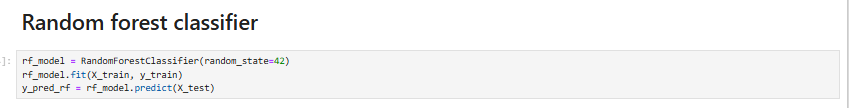 Random forest classifier
]: rf_model = RandomForestClassifier(random_state=42)
rf_model.fit(X_train, y_train)
y_pred_rf = rf_model.predict(X_test)